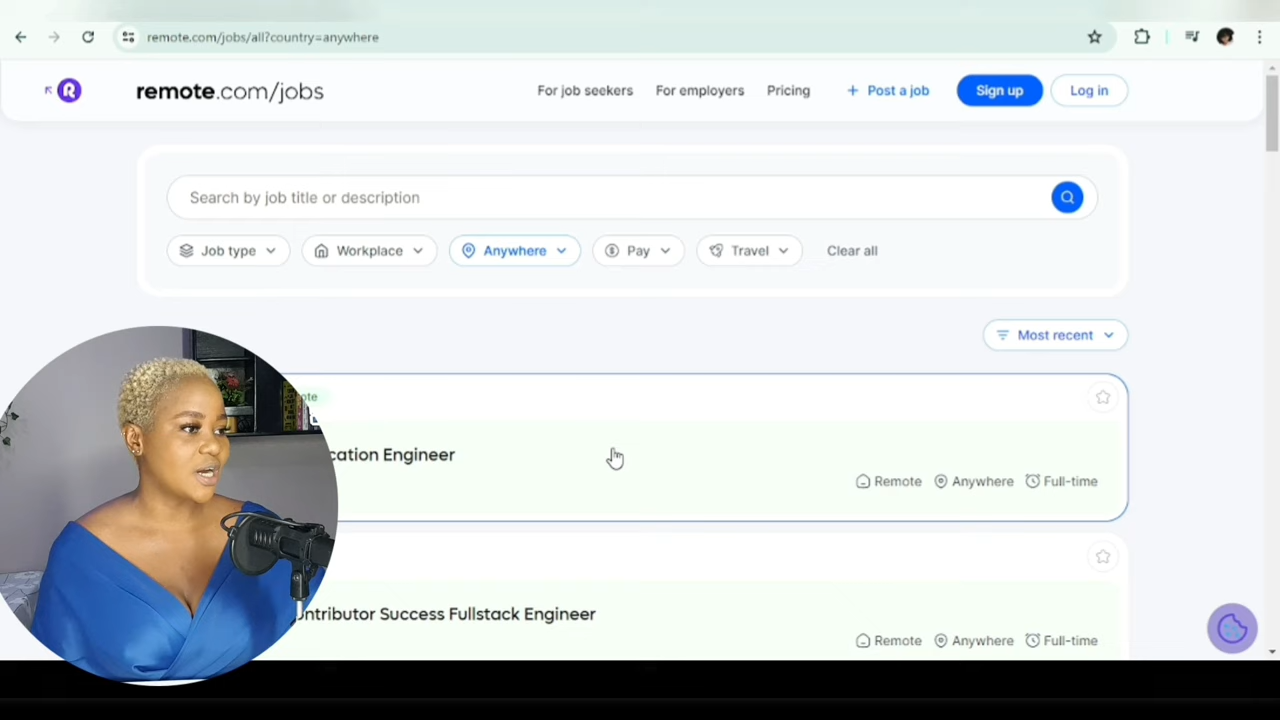 remote.com/jobs/all?country=anywhere
R remote.com/jobs For job seekers For employers Pricing + Post a job Sign up Log in
Search by job title or description
Job type Workplace Anywhere Pay Travel Clear all
Most recent
ote
cation Engineer
Remote Anywhere Full-time
ontributor Success Fullstack Engineer
Remote Anywhere Full-time